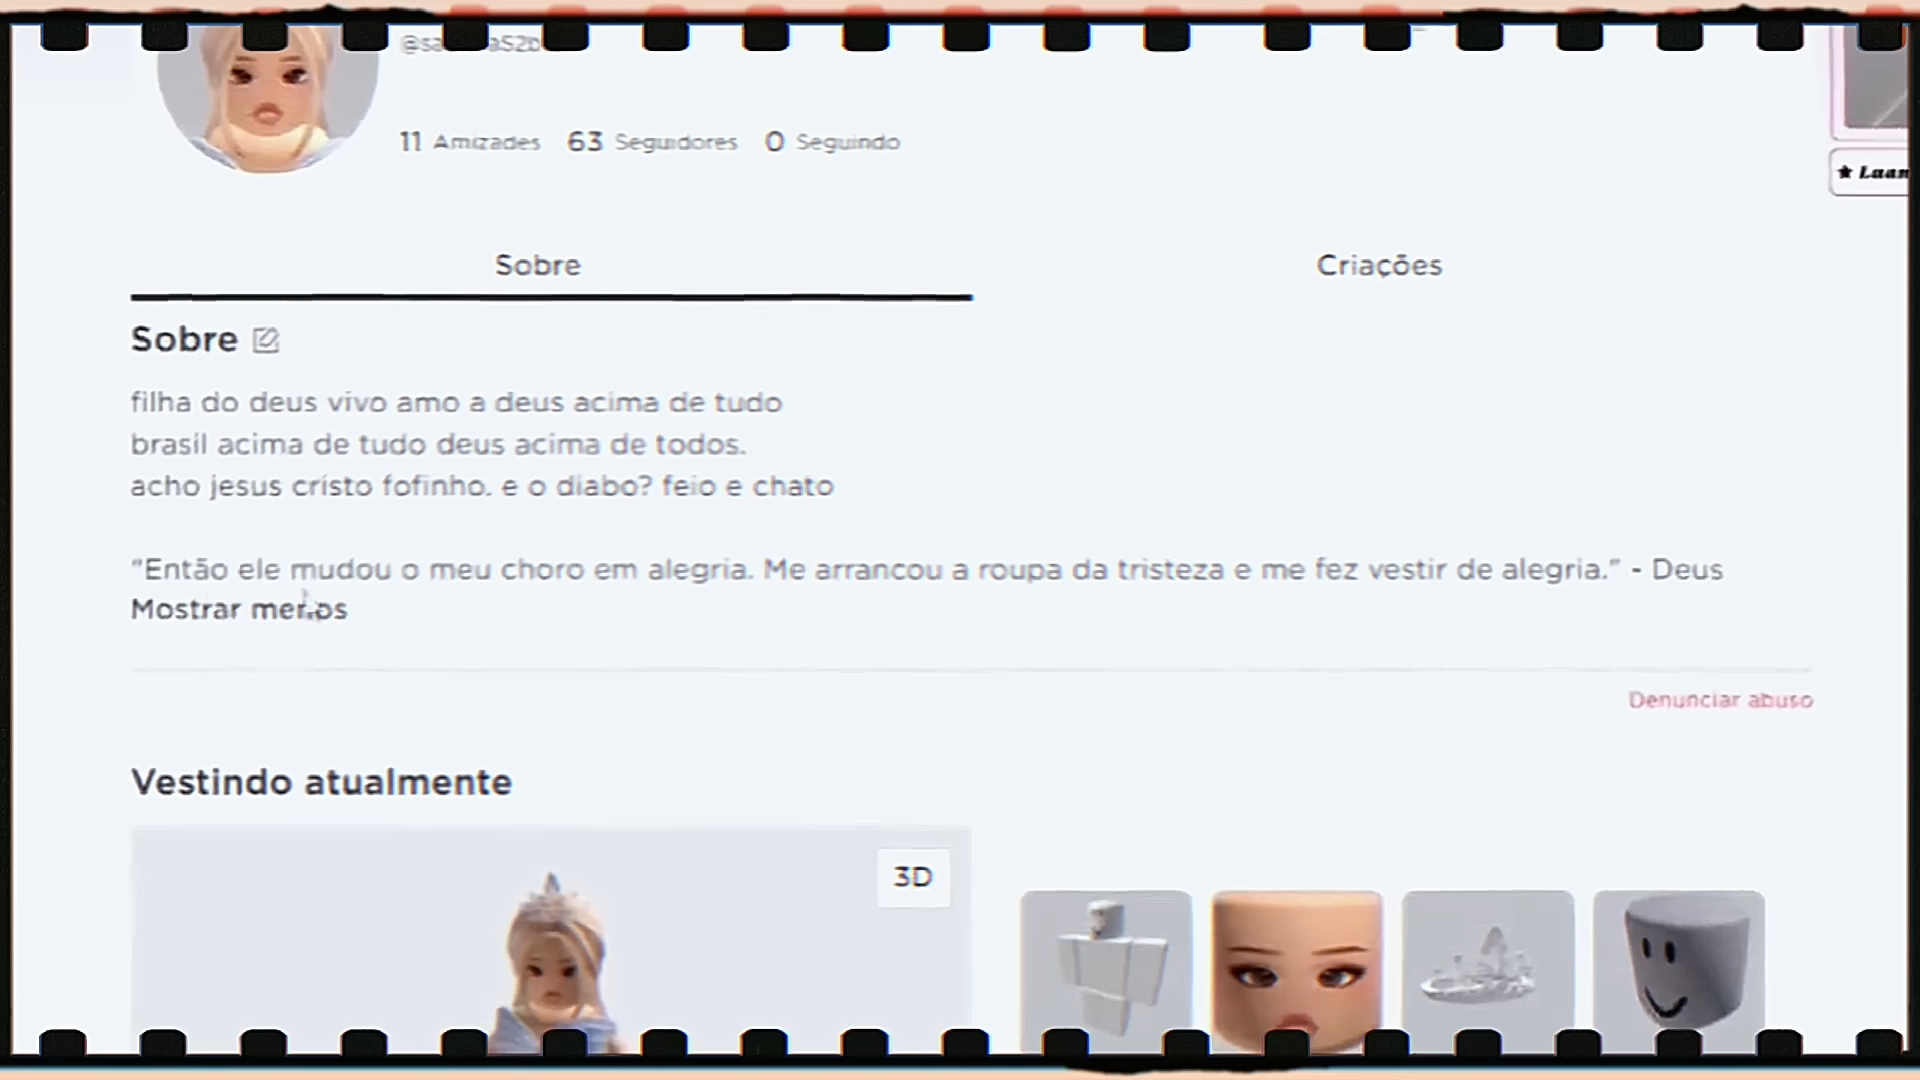 11 Amizades 63 Seguidores 0 Seguindo
★ Laan
Sobre
Criações
Sobre
filha do deus vivo amo a deus acima de tudo
brasil acima de tudo deus acima de todos.
acho jesus cristo fofinho. e o diabo? feio e chato
"Então ele mudou o meu choro em alegria. Me arrancou a roupa da tristeza e me fez vestir de alegria." - Deus
Mostrar menos
Denunciar abuso
Vestindo atualmente
3D